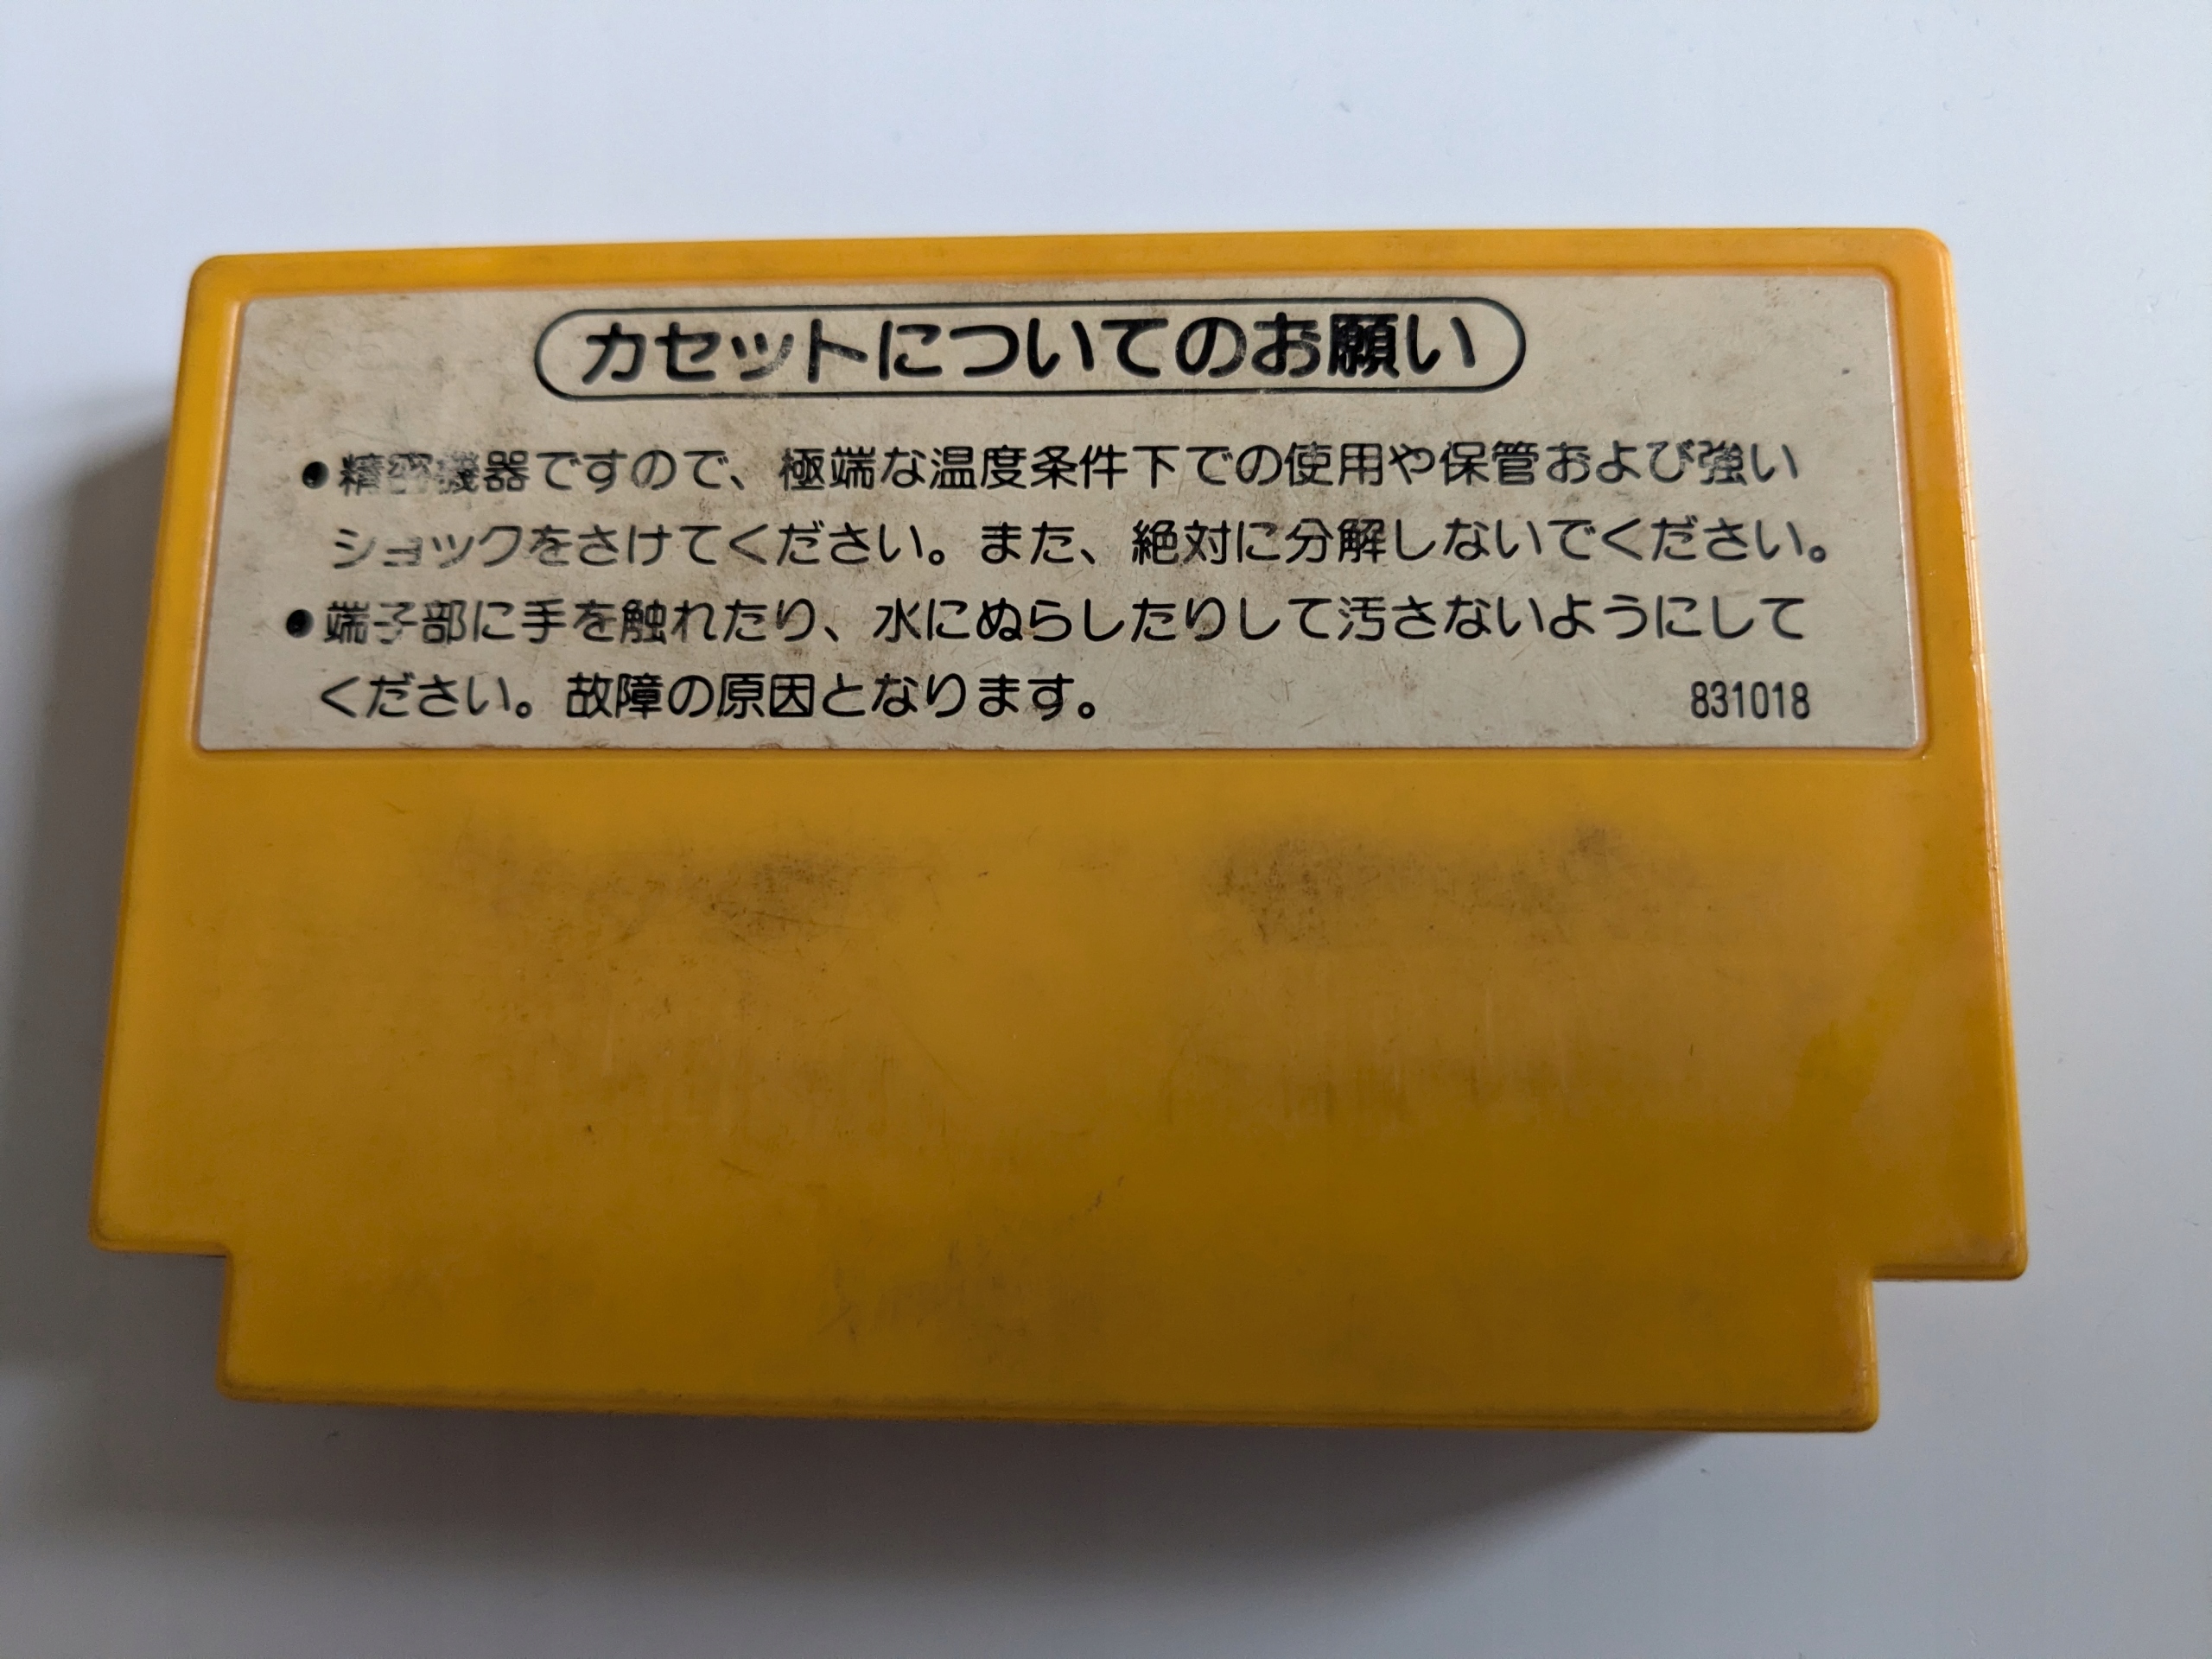 カセットについてのお願い
●精密機器ですので、極端な温度条件下での使用や保管および強い
ショックをさけてください。また、絶対に分解しないでください。
●端子部に手を触れたり、水にぬらしたりして汚さないようにして
ください。故障の原因となります。 831018